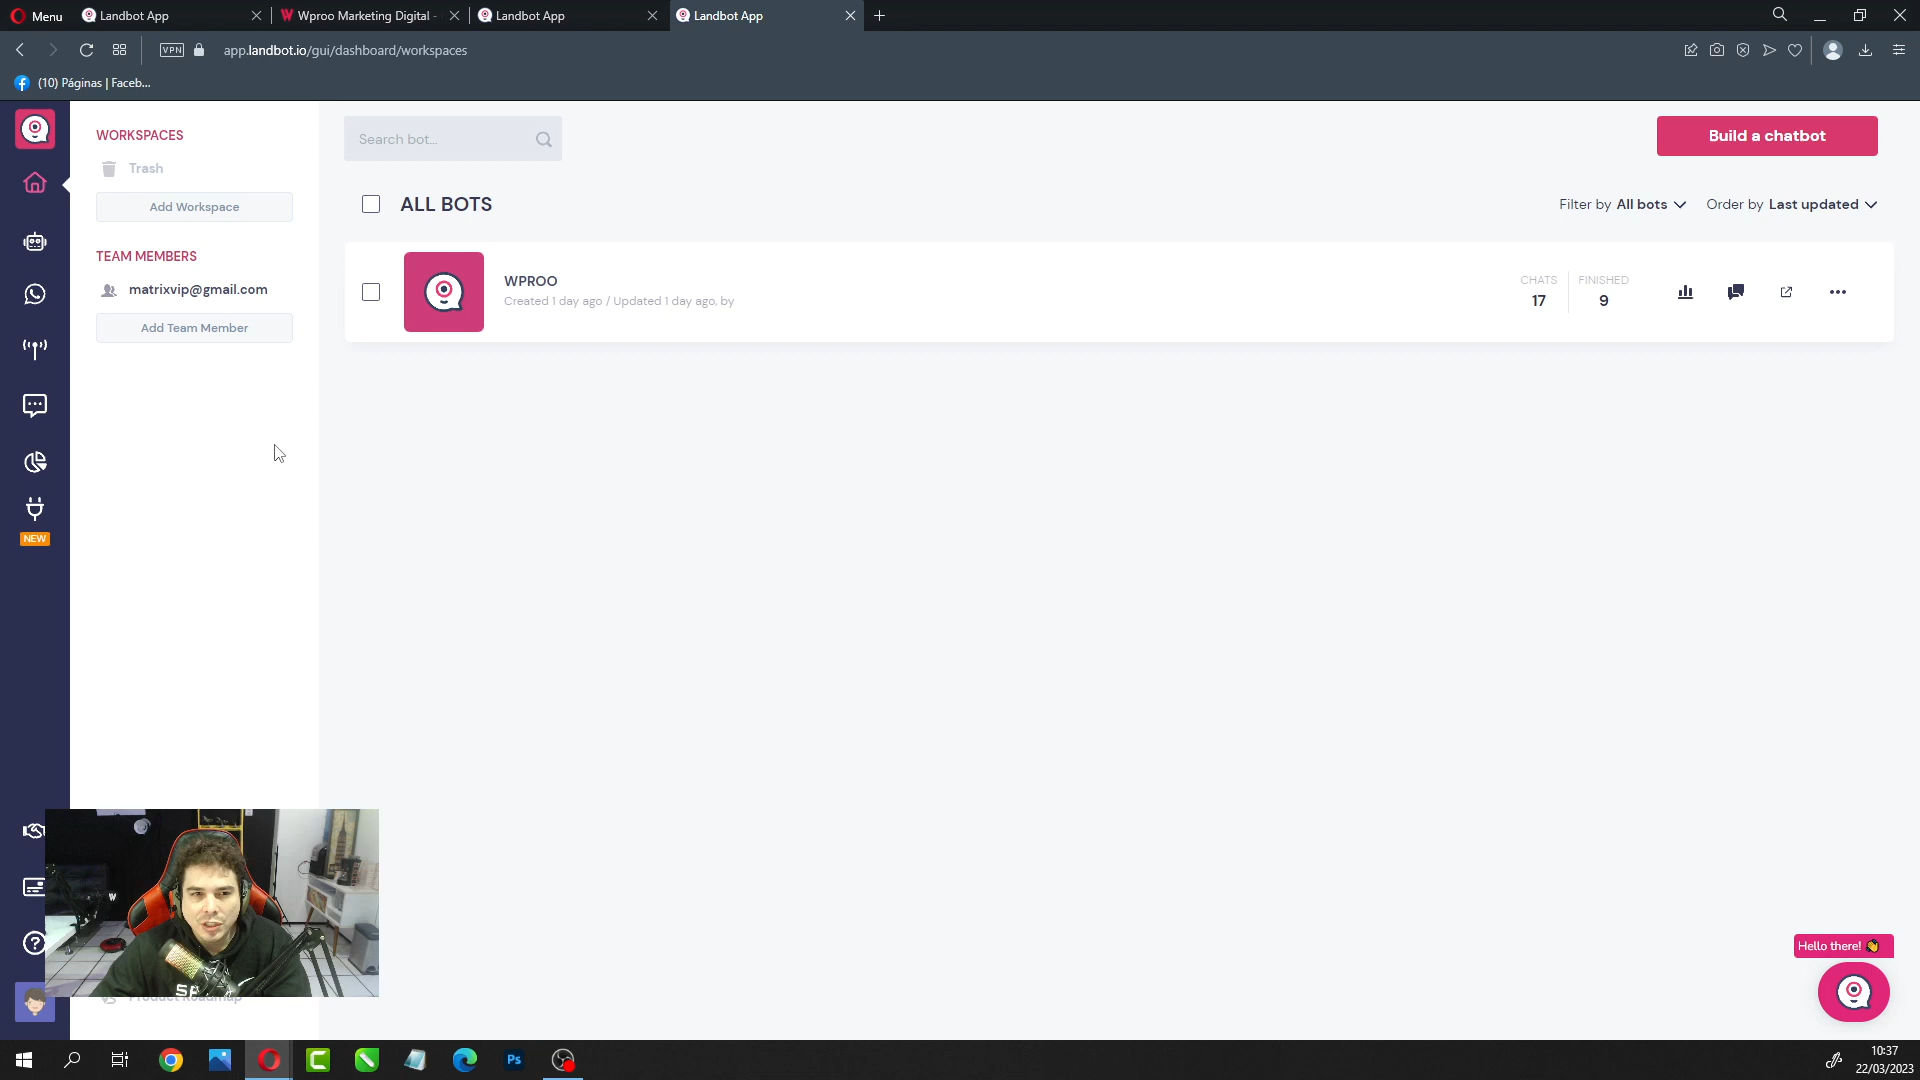 Menu
Landbot App
Wproo Marketing Digital -
Landbot App
Landbot App
VPN
app.landbot.io/gui/dashboard/workspaces
(10) Páginas | Faceb...
WORKSPACES
Trash
Add Workspace
TEAM MEMBERS
matrixvip@gmail.com
Add Team Member
NEW
Search bot...
Build a chatbot
ALL BOTS
Filter by All bots
Order by Last updated
WPROO
Created 1 day ago / Updated 1 day ago, by
CHATS
17
FINISHED
9
Hello there! 👋
Product Roadmap
Ps
10:37
22/03/2023